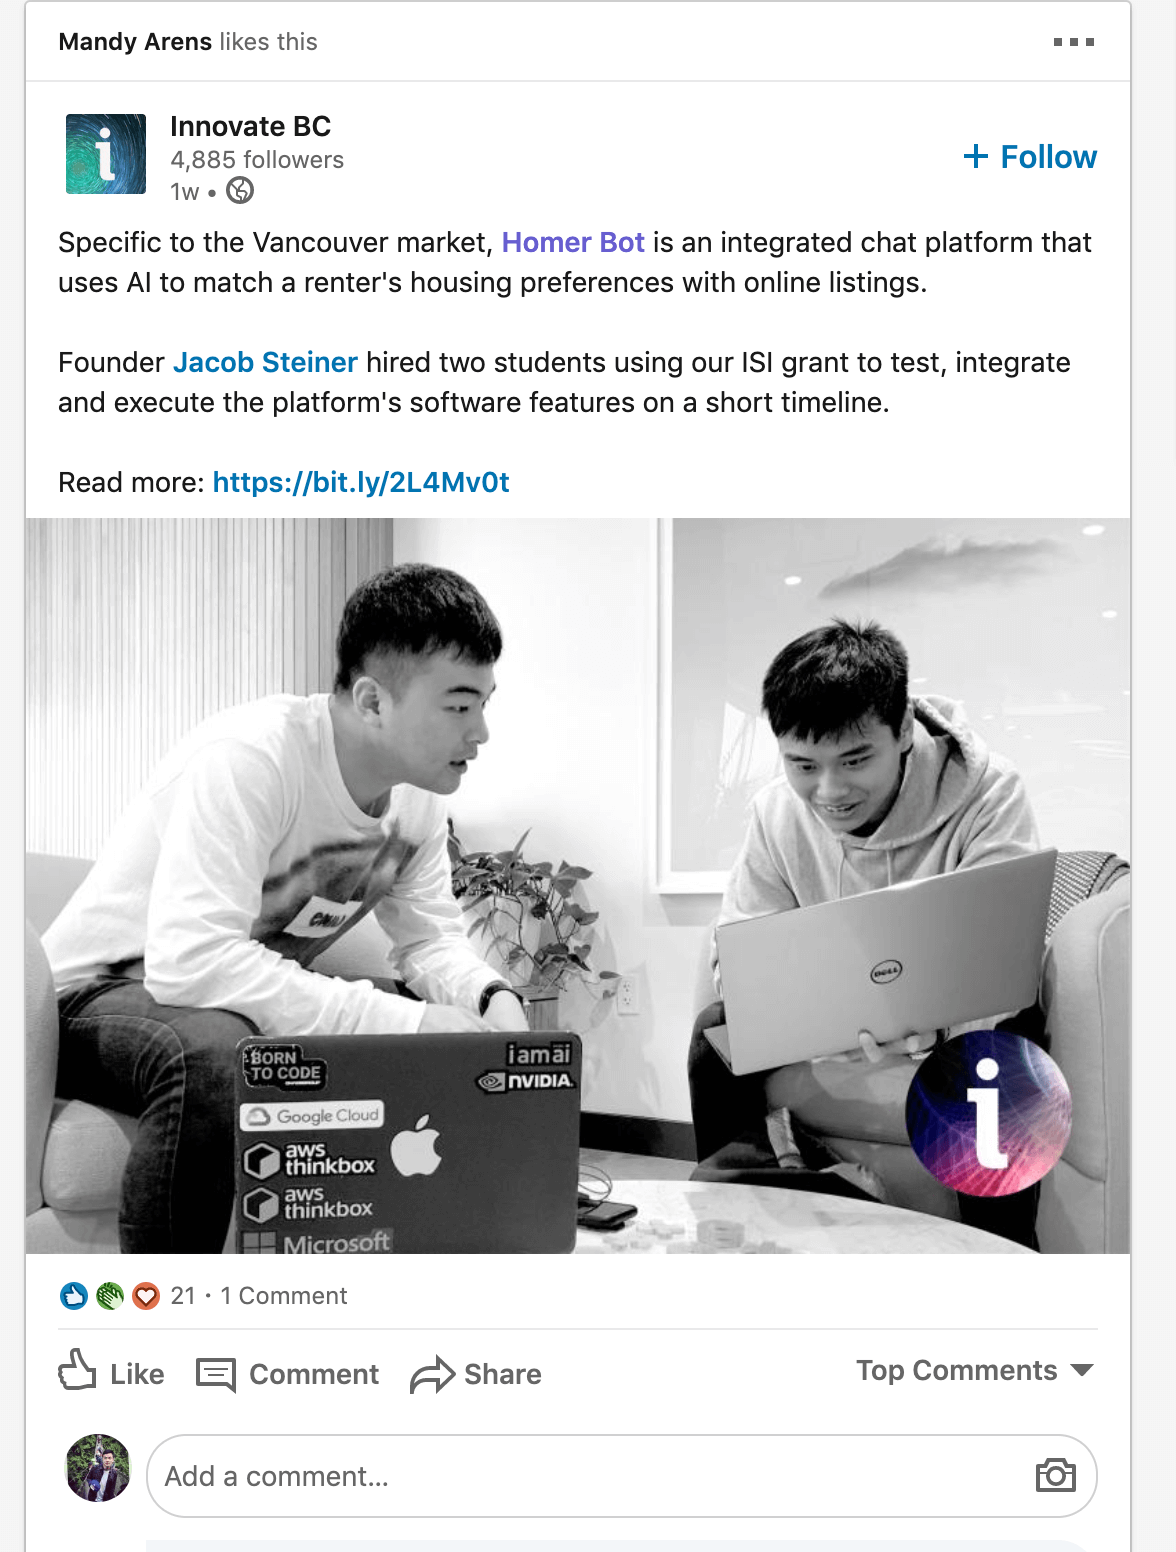 Mandy Arens likes this
i
Innovate BC
4,885 followers
1w •
+ Follow
Specific to the Vancouver market, Homer Bot is an integrated chat platform that
uses AI to match a renter's housing preferences with online listings.
Founder Jacob Steiner hired two students using our ISI grant to test, integrate
and execute the platform's software features on a short timeline.
Read more: https://bit.ly/2L4Mv0t
DELL
BORN
TO CODE
i am ai
NVIDIA.
Google Cloud
aws
thinkbox
aws
thinkbox
Microsoft
i
21 · 1 Comment
Like
Comment
Share
Top Comments
Add a comment...